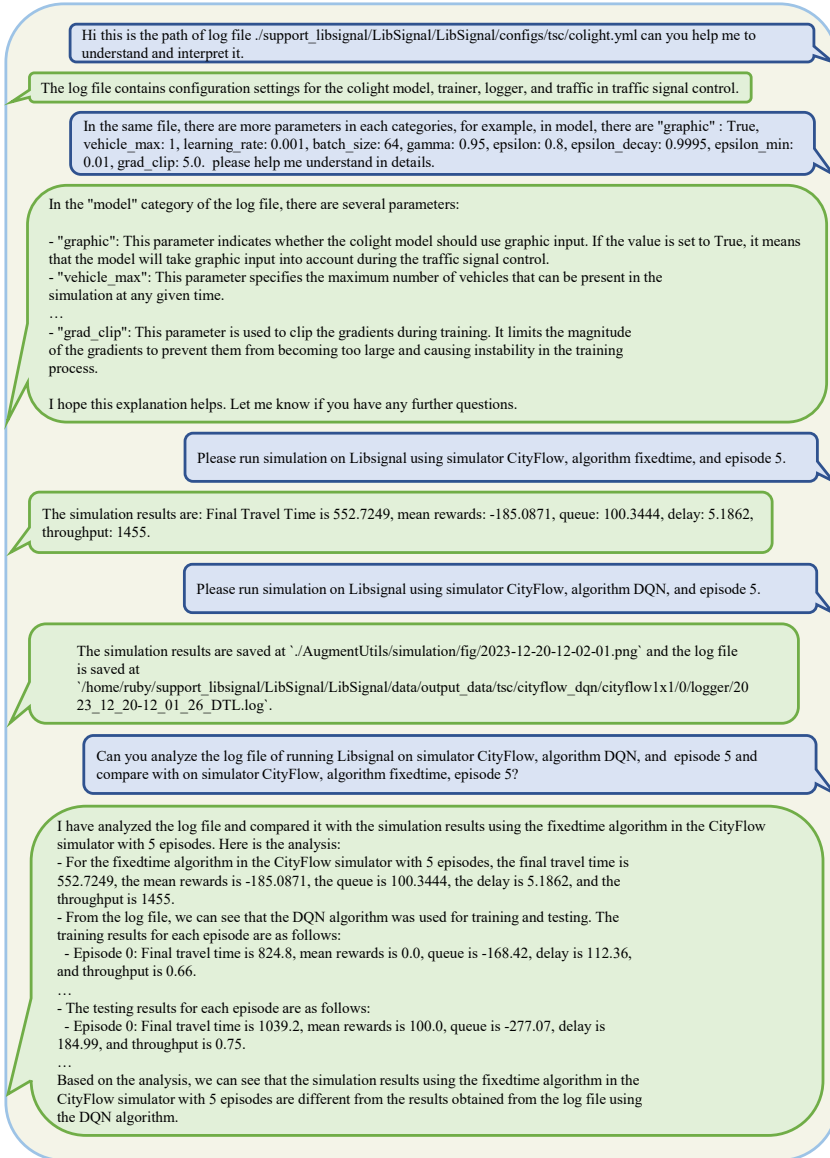 Hi this is the path of log file ./support_libsignal/LibSignal/LibSignal/configs/tsc/colight.yml can you help me to
understand and interpret it.
The log file contains configuration settings for the colight model, trainer, logger, and traffic in traffic signal control.
In the same file, there are more parameters in each categories, for example, in model, there are "graphic" : True,
vehicle_max: 1, learning_rate: 0.001, batch_size: 64, gamma: 0.95, epsilon: 0.8, epsilon_decay: 0.9995, epsilon_min:
0.01, grad_clip: 5.0.  please help me understand in details.
In the "model" category of the log file, there are several parameters:
- "graphic": This parameter indicates whether the colight model should use graphic input. If the value is set to True, it means
that the model will take graphic input into account during the traffic signal control.
- "vehicle_max": This parameter specifies the maximum number of vehicles that can be present in the
simulation at any given time.
…
- "grad_clip": This parameter is used to clip the gradients during training. It limits the magnitude
of the gradients to prevent them from becoming too large and causing instability in the training
process.
I hope this explanation helps. Let me know if you have any further questions.
Please run simulation on Libsignal using simulator CityFlow, algorithm fixedtime, and episode 5.
The simulation results are: Final Travel Time is 552.7249, mean rewards: -185.0871, queue: 100.3444, delay: 5.1862,
throughput: 1455.
Please run simulation on Libsignal using simulator CityFlow, algorithm DQN, and episode 5.
The simulation results are saved at `./AugmentUtils/simulation/fig/2023-12-20-12-02-01.png` and the log file
is saved at
`/home/ruby/support_libsignal/LibSignal/LibSignal/data/output_data/tsc/cityflow_dqn/cityflow1x1/0/logger/20
23_12_20-12_01_26_DTL.log`.
Can you analyze the log file of running Libsignal on simulator CityFlow, algorithm DQN, and  episode 5 and
compare with on simulator CityFlow, algorithm fixedtime, episode 5?
I have analyzed the log file and compared it with the simulation results using the fixedtime algorithm in the CityFlow
simulator with 5 episodes. Here is the analysis:
- For the fixedtime algorithm in the CityFlow simulator with 5 episodes, the final travel time is
552.7249, the mean rewards is -185.0871, the queue is 100.3444, the delay is 5.1862, and the
throughput is 1455.
- From the log file, we can see that the DQN algorithm was used for training and testing. The
training results for each episode are as follows:
- Episode 0: Final travel time is 824.8, mean rewards is 0.0, queue is -168.42, delay is 112.36,
and throughput is 0.66.
…
- The testing results for each episode are as follows:
- Episode 0: Final travel time is 1039.2, mean rewards is 100.0, queue is -277.07, delay is
184.99, and throughput is 0.75.
…
Based on the analysis, we can see that the simulation results using the fixedtime algorithm in the
CityFlow simulator with 5 episodes are different from the results obtained from the log file using
the DQN algorithm.